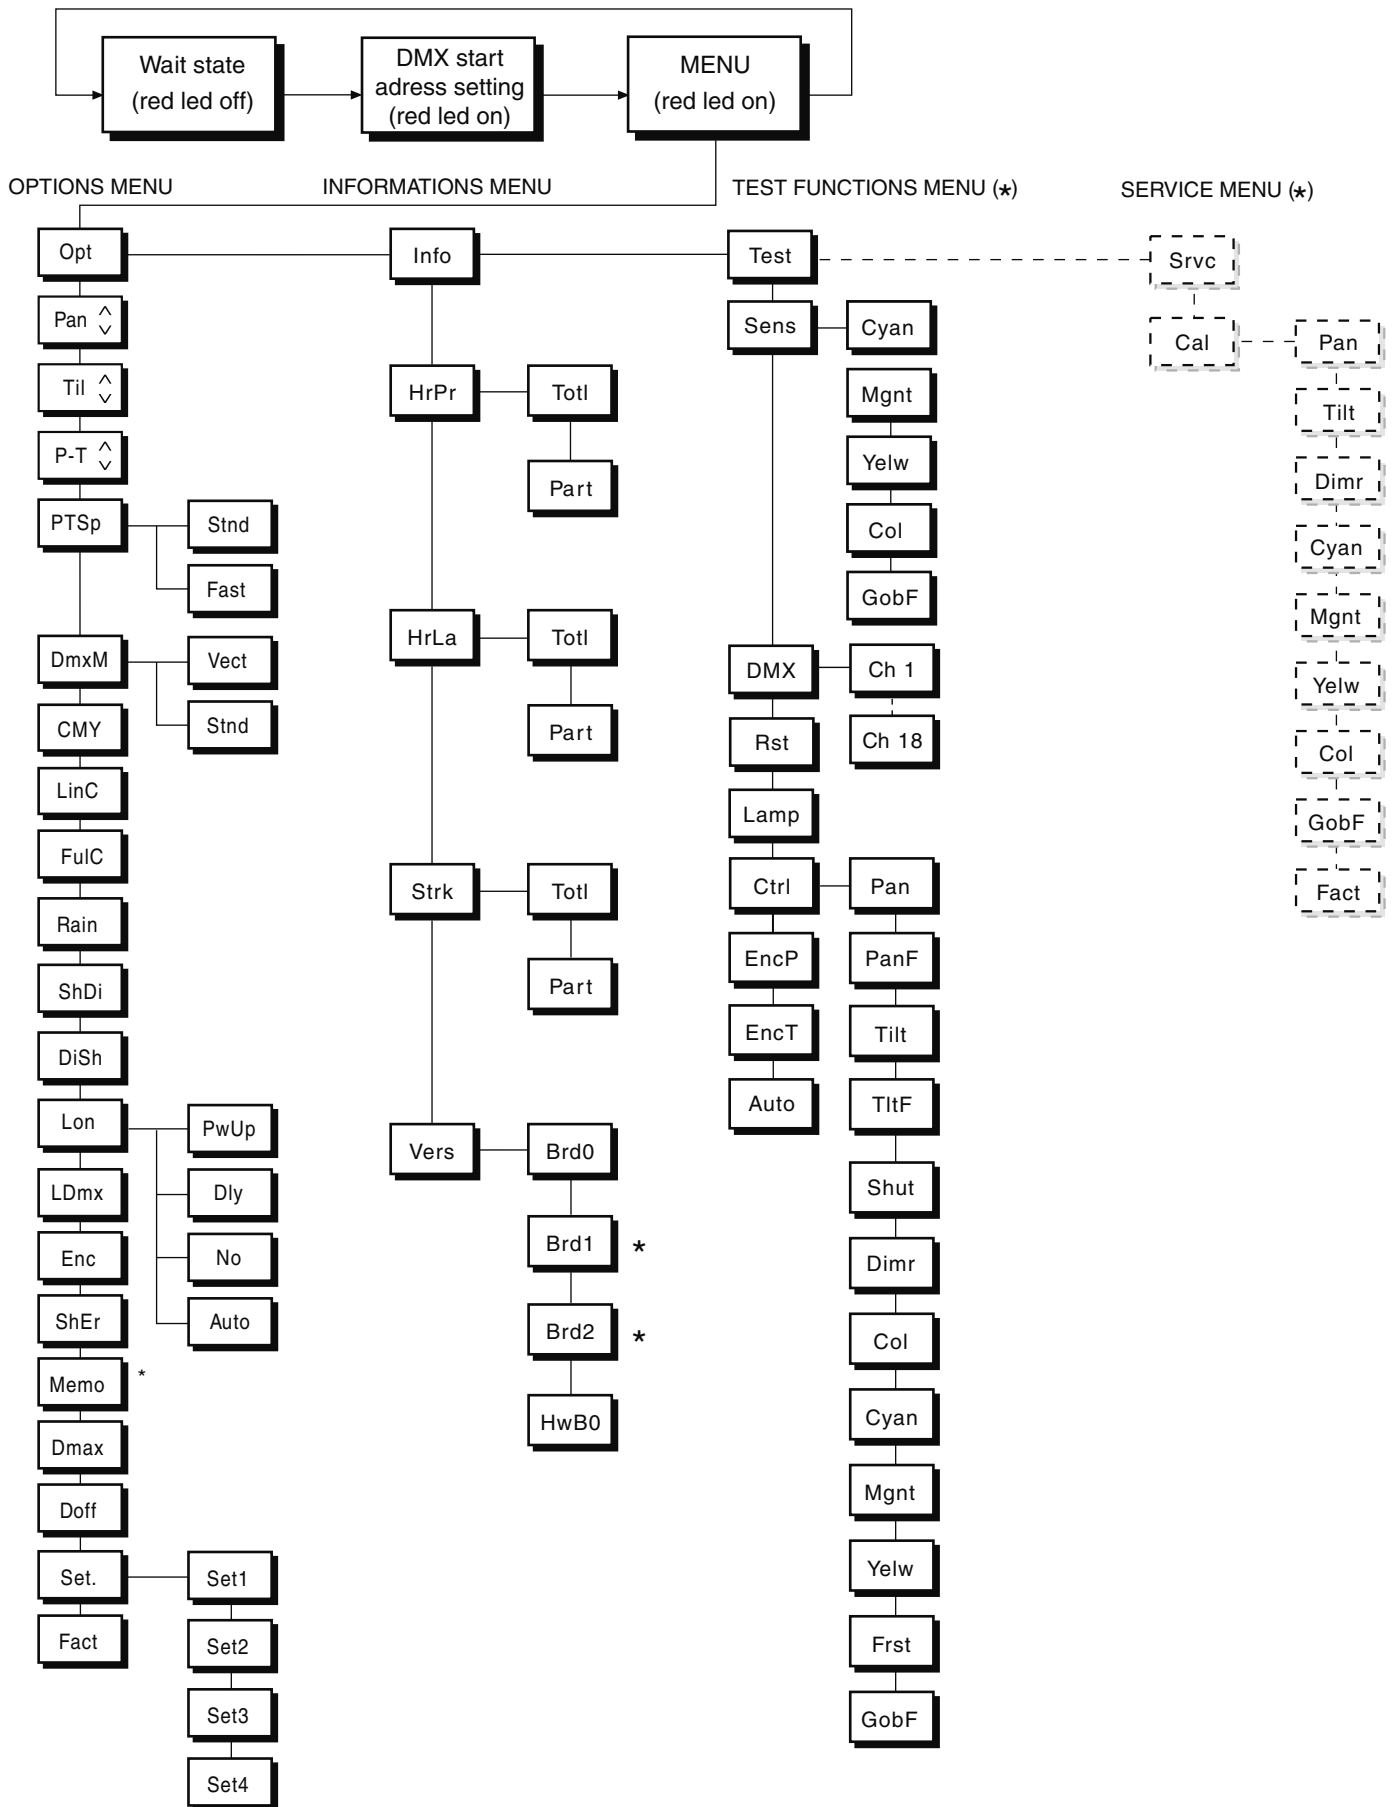 Wait state
(red led off)
DMX start
adress setting
(red led on)
MENU
(red led on)
OPTIONS MENU
Opt
Pan
Til
P-T
PTSp
Stnd
Fast
DmxM
Vect
Stnd
CMY
LinC
FulC
Rain
ShDi
DiSh
Lon
PwUp
Dly
No
Auto
LDmx
Enc
ShEr
Memo *
Dmax
Doff
Set.
Set1
Set2
Set3
Set4
Fact
INFORMATIONS MENU
Info
HrPr
Totl
Part
HrLa
Totl
Part
Strk
Totl
Part
Vers
Brd0
Brd1 *
Brd2 *
HwB0
TEST FUNCTIONS MENU (*)
Test
Sens
Cyan
Mgnt
Yelw
Col
GobF
DMX
Ch 1
Ch 18
Rst
Lamp
Ctrl
Pan
PanF
Tilt
TltF
Shut
Dimr
Col
Cyan
Mgnt
Yelw
Frst
GobF
EncP
EncT
Auto
SERVICE MENU (*)
Srvc
Cal
Pan
Tilt
Dimr
Cyan
Mgnt
Yelw
Col
GobF
Fact